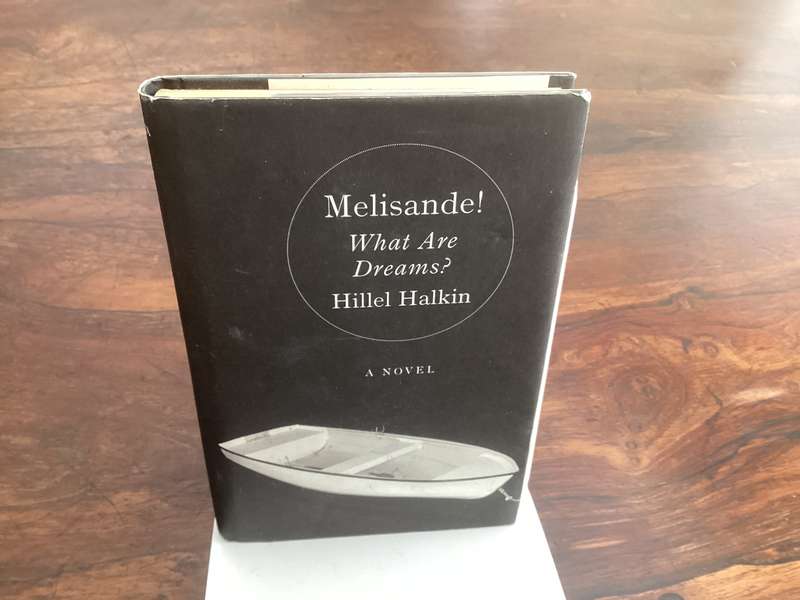 Melisande!
What Are
Dreams?
Hillel Halkin
A NOVEL